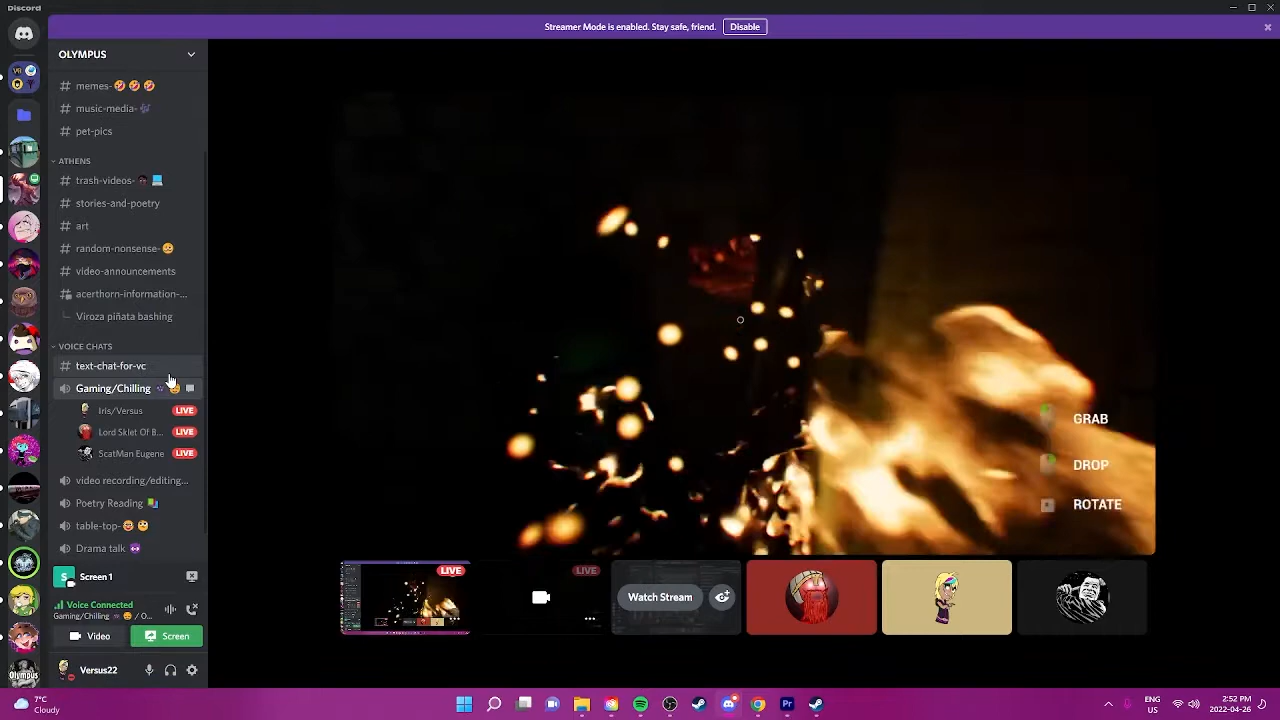 Discord
Streamer Mode is enabled. Stay safe, friend. Disable
OLYMPUS
memes-🤣🤣🤣
music-media-
pet-pics
ATHENS
trash-videos-
stories-and-poetry
art
random-nonsense-
video-announcements
acerthorn-information-...
Viroza piñata bashing
VOICE CHATS
text-chat-for-vc
Gaming/Chilling
Iris/Versus LIVE
Lord Sklet Of B... LIVE
ScatMan Eugene LIVE
video recording/editing...
Poetry Reading
table-top-
Drama talk
S Screen 1
Voice Connected
Gaming/Chilling / O...
Video Screen
Versus22
GRAB
DROP
ROTATE
LIVE
LIVE
Watch Stream
OLYMPUS
7°C
Cloudy
Pr
ENG
US
2:52 PM
2022-04-26